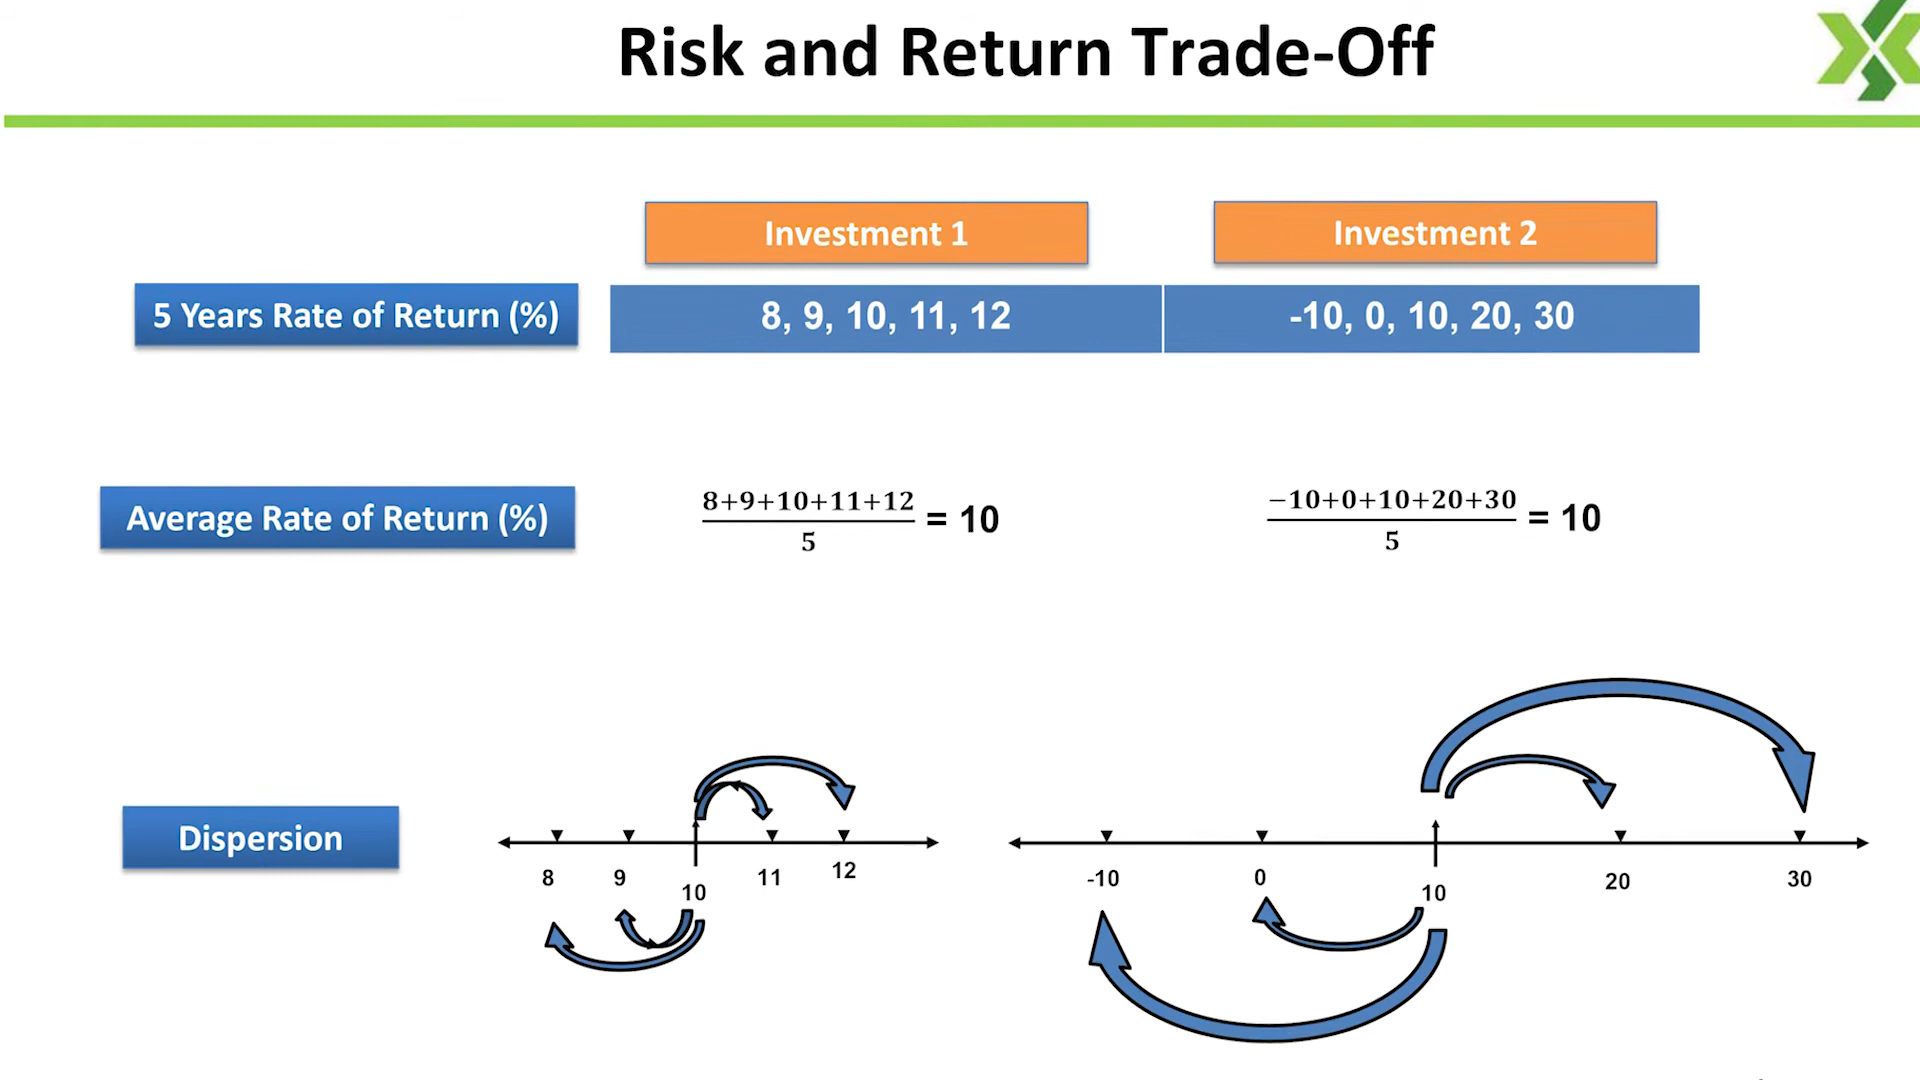 Risk and Return Trade-Off
Investment 1
Investment 2
5 Years Rate of Return (%)
8, 9, 10, 11, 12
-10, 0, 10, 20, 30
Average Rate of Return (%)
8+9+10+11+12
5
= 10
−10+0+10+20+30
5
= 10
Dispersion
8 9 10 11 12
-10 0 10 20 30